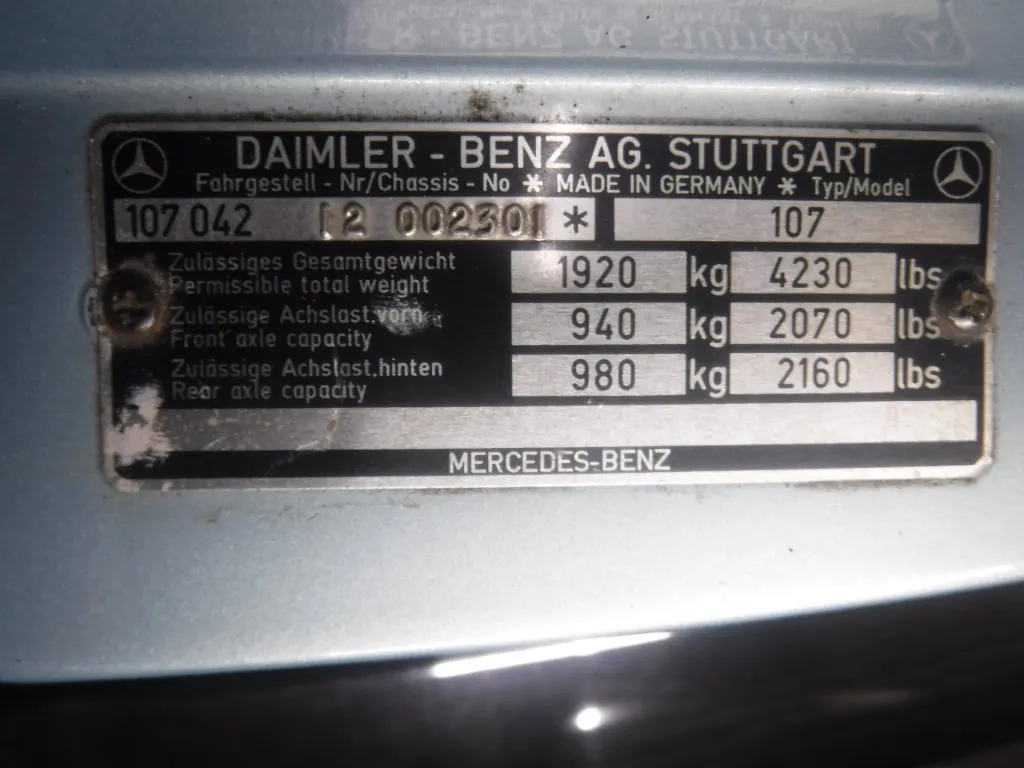 DAIMLER - BENZ AG. STUTTGART
Fahrgestell - Nr/Chassis - No * MADE IN GERMANY * Typ/Model
107 042 12 002301 * 107
Zulässiges Gesamtgewicht
Permissible total weight
1920 kg 4230 lbs
Zulässige Achslast,vorn
Front axle capacity
940 kg 2070 lbs
Zulässige Achslast,hinten
Rear axle capacity
980 kg 2160 lbs
MERCEDES-BENZ